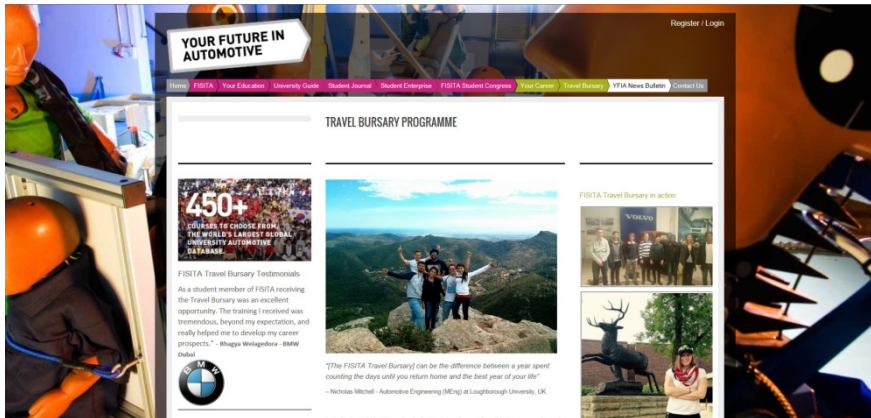 Register / Login
YOUR FUTURE IN
AUTOMOTIVE
Home FISITA Your Education University Guide Student Journal Student Enterprise FISITA Student Congress Your Career Travel Bursary YFIA News Bulletin Contact Us
TRAVEL BURSARY PROGRAMME
450+
COURSES TO CHOOSE FROM/
THE WORLD'S LARGEST GLOBAL
UNIVERSITY AUTOMOTIVE
DATABASE.
FISITA Travel Bursary Testimonials
As a student member of FISITA receiving
the Travel Bursary was an excellent
opportunity. The training I received was
tremendous, beyond my expectation, and
really helped me to develop my career
prospects." - Bhagya Welagedora - BMW
Dubai
BMW
"[The FISITA Travel Bursary] can be the difference between a year spent
counting the days until you return home and the best year of your life"
– Nicholas Mitchell - Automotive Engineering (MEng) at Loughborough University, UK
FISITA Travel Bursary in action
VOLVO